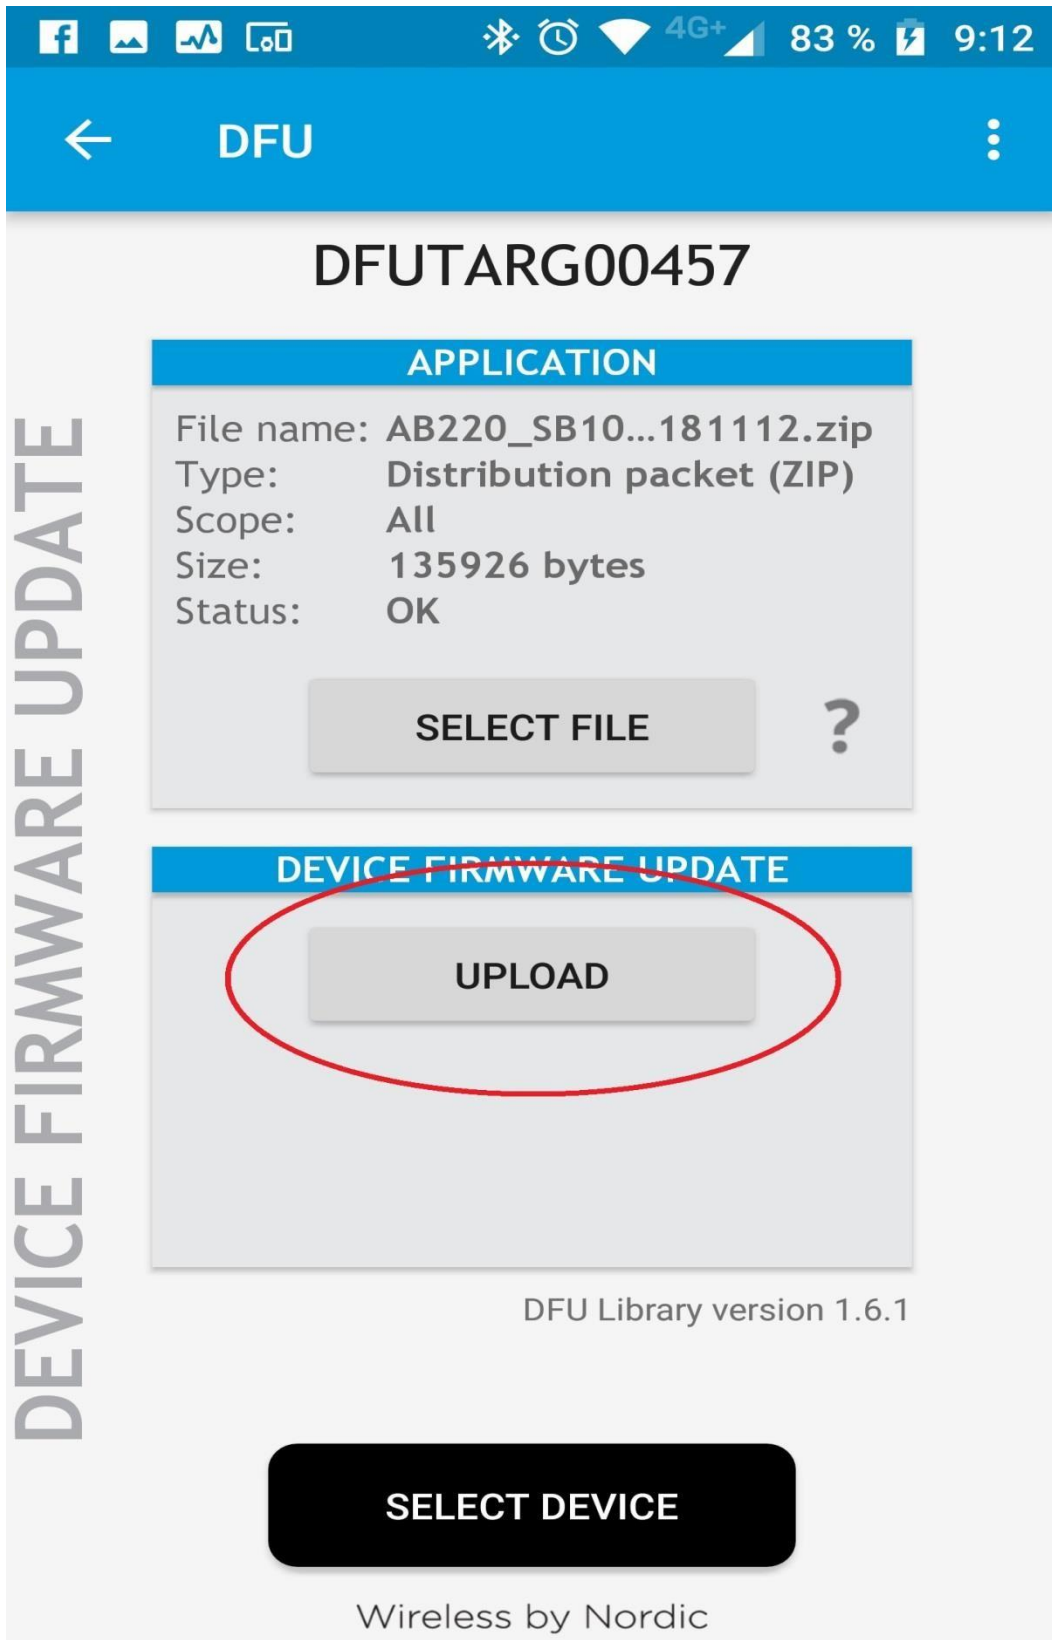 4G+ 83 % 9:12
DFU
DFUTARG00457
APPLICATION
File name: AB220_SB10...181112.zip
Type: Distribution packet (ZIP)
Scope: All
Size: 135926 bytes
Status: OK
SELECT FILE ?
DEVICE FIRMWARE UPDATE
UPLOAD
DFU Library version 1.6.1
SELECT DEVICE
Wireless by Nordic
DEVICE FIRMWARE UPDATE